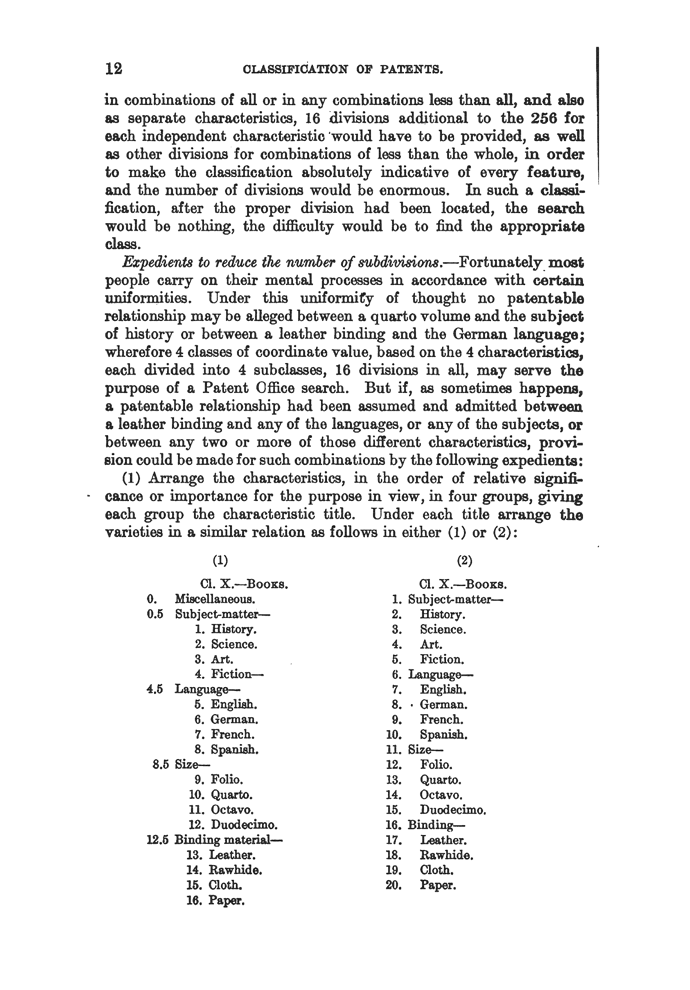 12 CLASSIFICATION OF PATENTS.
in combinations of all or in any combinations less than all, and also
as separate characteristics, 16 divisions additional to the 256 for
each independent characteristic would have to be provided, as well
as other divisions for combinations of less than the whole, in order
to make the classification absolutely indicative of every feature,
and the number of divisions would be enormous. In such a classi-
fication, after the proper division had been located, the search
would be nothing, the difficulty would be to find the appropriate
class.
Expedients to reduce the number of subdivisions.—Fortunately most
people carry on their mental processes in accordance with certain
uniformities. Under this uniformity of thought no patentable
relationship may be alleged between a quarto volume and the subject
of history or between a leather binding and the German language;
wherefore 4 classes of coordinate value, based on the 4 characteristics,
each divided into 4 subclasses, 16 divisions in all, may serve the
purpose of a Patent Office search. But if, as sometimes happens,
a patentable relationship had been assumed and admitted between
a leather binding and any of the languages, or any of the subjects, or
between any two or more of those different characteristics, provi-
sion could be made for such combinations by the following expedients:
(1) Arrange the characteristics, in the order of relative signifi-
cance or importance for the purpose in view, in four groups, giving
each group the characteristic title. Under each title arrange the
varieties in a similar relation as follows in either (1) or (2):
(1)
Cl. X.—BOOKS.
0. Miscellaneous.
0.5 Subject-matter—
1. History.
2. Science.
3. Art.
4. Fiction—
4.5 Language—
5. English.
6. German.
7. French.
8. Spanish.
8.5 Size—
9. Folio.
10. Quarto.
11. Octavo.
12. Duodecimo.
12.5 Binding material—
13. Leather.
14. Rawhide.
15. Cloth.
16. Paper.
(2)
Cl. X.—BOOKS.
1. Subject-matter—
2. History.
3. Science.
4. Art.
5. Fiction.
6. Language—
7. English.
8. German.
9. French.
10. Spanish.
11. Size—
12. Folio.
13. Quarto.
14. Octavo.
15. Duodecimo.
16. Binding—
17. Leather.
18. Rawhide.
19. Cloth.
20. Paper.